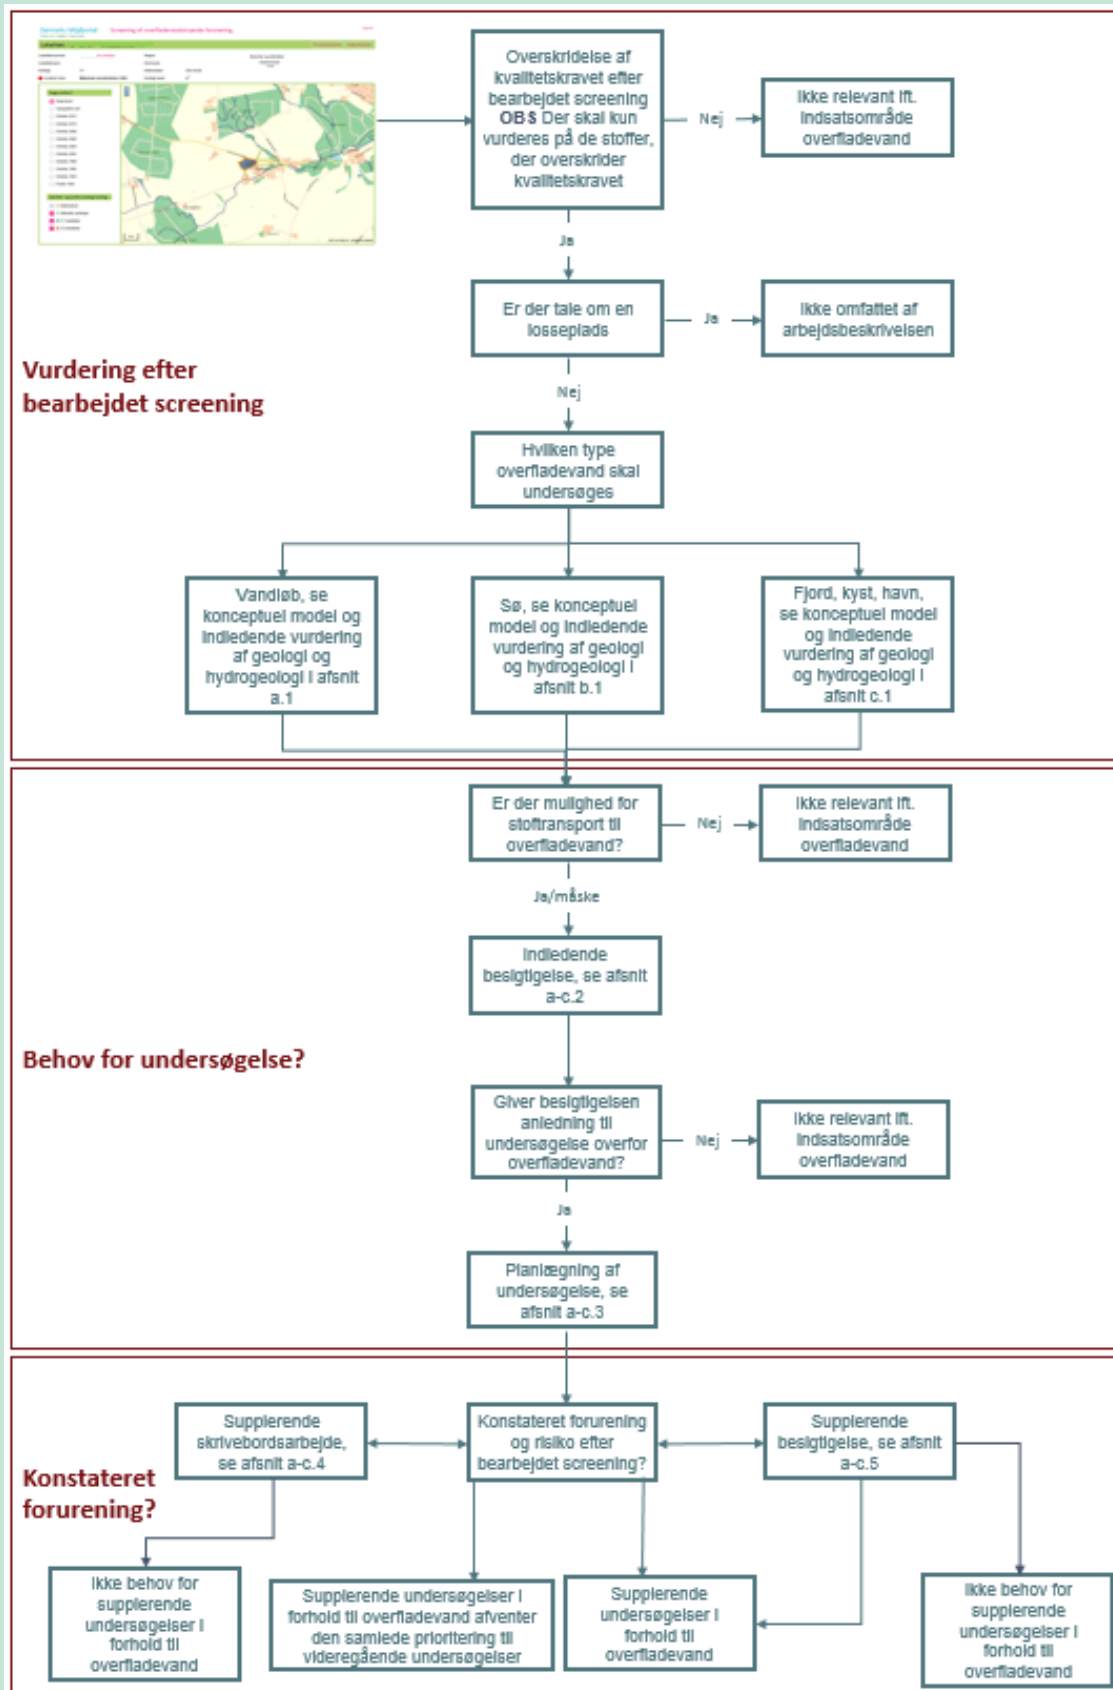 Screening af overfladevandstruende forurening
Overskridelse af
kvalitetskravet efter
bearbejdet screening
OBS Der skal kun
vurderes på de stoffer,
der overskrider
kvalitetskravet
Nej
Ikke relevant ift.
Indsatsområde
overfladevand
Ja
Er der tale om en
losseplads
Ja
Ikke omfattet af
arbejdsbeskrivelsen
Vurdering efter
bearbejdet screening
Nej
Hvilken type
overfladevand skal
undersøges
Vandløb, se
konceptuel model og
Indledende vurdering
af geologi og
hydrogeologi i afsnit
a.1
Sø, se konceptuel
model og Indledende
vurdering af geologi
og hydrogeologi i
afsnit b.1
Fjord, kyst, havn,
se konceptuel model
og Indledende
vurdering af geologi
og hydrogeologi i
afsnit c.1
Er der mulighed for
stoftransport til
overfladevand?
Nej
Ikke relevant ift.
Indsatsområde
overfladevand
Ja/måske
Indledende
besigtigelse, se afsnit
a-c.2
Behov for undersøgelse?
Giver besigtigelsen
anledning til
undersøgelse overfor
overfladevand?
Nej
Ikke relevant ift.
Indsatsområde
overfladevand
Ja
Planlægning af
undersøgelse, se
afsnit a-c.3
Supplerende
skrivebordsarbejde,
se afsnit a-c.4
Konstateret forurening
og risiko efter
bearbejdet screening?
Supplerende
besigtigelse, se afsnit
a-c.5
Konstateret
forurening?
Ikke behov for
supplerende
undersøgelser i
forhold til
overfladevand
Supplerende undersøgelser i
forhold til overfladevand afventer
den samlede prioritering til
videregående undersøgelser
Supplerende
undersøgelser i
forhold til
overfladevand
Ikke behov for
supplerende
undersøgelser i
forhold til
overfladevand